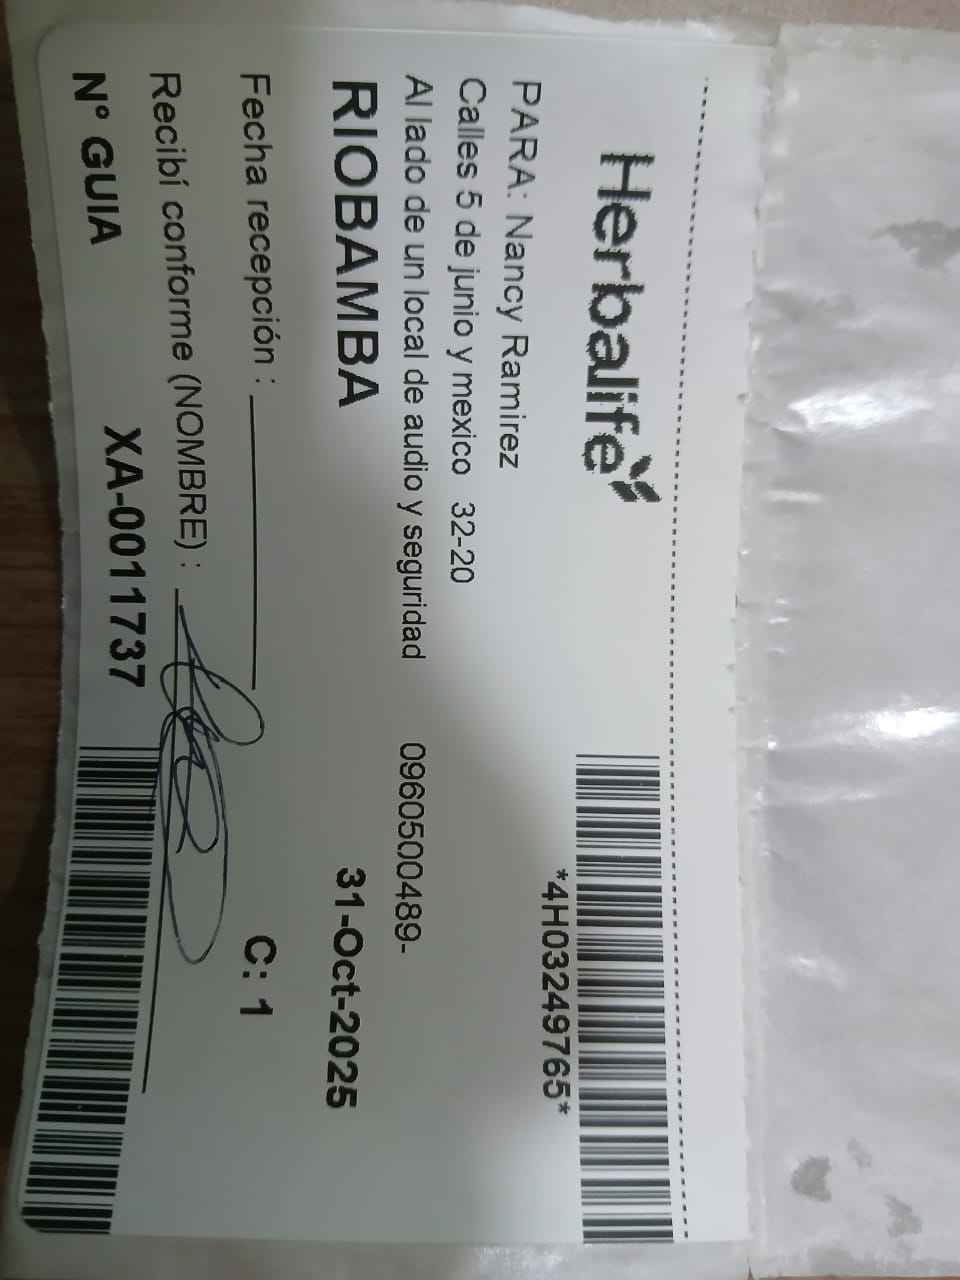 Herbalife
*4H03249765*
PARA: Nancy Ramirez
Calles 5 de junio y mexico 32-20
Al lado de un local de audio y seguridad 0960500489-
RIOBAMBA 31-Oct-2025
Fecha recepción : C: 1
Recibí conforme (NOMBRE) :
N° GUIA XA-0011737